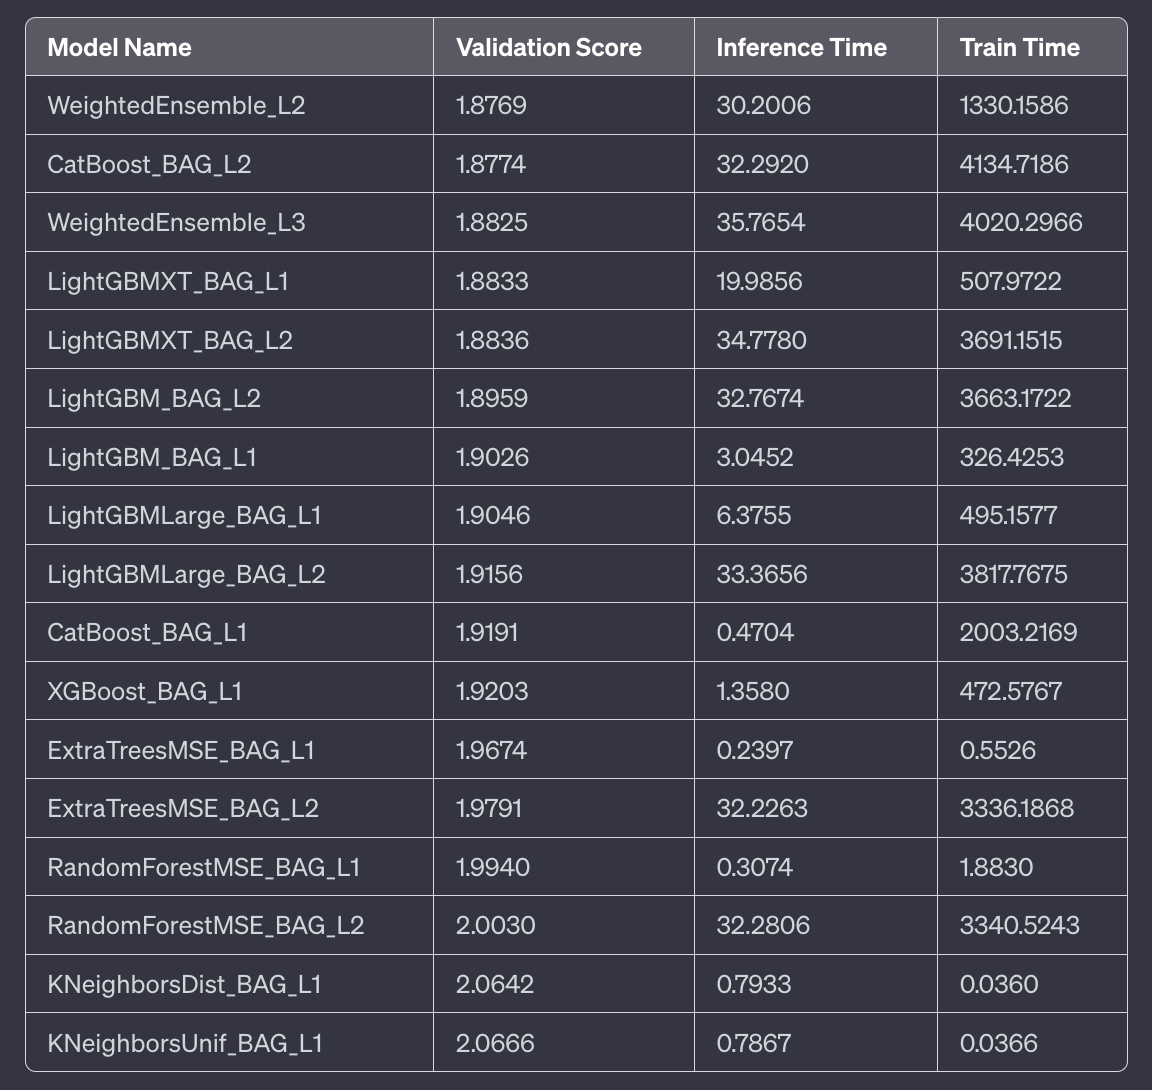 Model Name Validation Score Inference Time Train Time
WeightedEnsemble_L2 1.8769 30.2006 1330.1586
CatBoost_BAG_L2 1.8774 32.2920 4134.7186
WeightedEnsemble_L3 1.8825 35.7654 4020.2966
LightGBMXT_BAG_L1 1.8833 19.9856 507.9722
LightGBMXT_BAG_L2 1.8836 34.7780 3691.1515
LightGBM_BAG_L2 1.8959 32.7674 3663.1722
LightGBM_BAG_L1 1.9026 3.0452 326.4253
LightGBMLarge_BAG_L1 1.9046 6.3755 495.1577
LightGBMLarge_BAG_L2 1.9156 33.3656 3817.7675
CatBoost_BAG_L1 1.9191 0.4704 2003.2169
XGBoost_BAG_L1 1.9203 1.3580 472.5767
ExtraTreesMSE_BAG_L1 1.9674 0.2397 0.5526
ExtraTreesMSE_BAG_L2 1.9791 32.2263 3336.1868
RandomForestMSE_BAG_L1 1.9940 0.3074 1.8830
RandomForestMSE_BAG_L2 2.0030 32.2806 3340.5243
KNeighborsDist_BAG_L1 2.0642 0.7933 0.0360
KNeighborsUnif_BAG_L1 2.0666 0.7867 0.0366